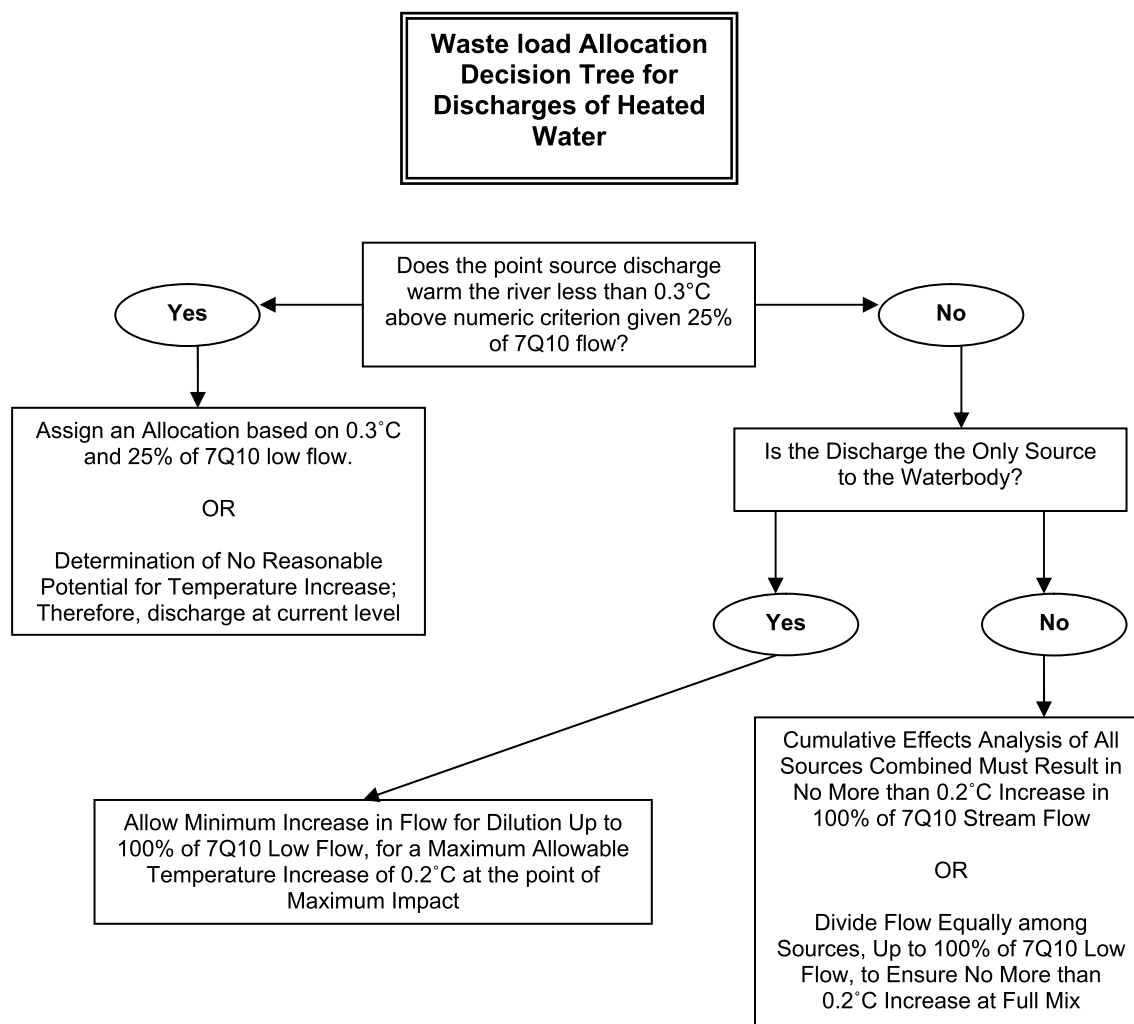 Waste load Allocation
Decision Tree for
Discharges of Heated
Water
Does the point source discharge
warm the river less than 0.3°C
above numeric criterion given 25%
of 7Q10 flow?
Yes
No
Assign an Allocation based on 0.3˚C
and 25% of 7Q10 low flow.
OR
Determination of No Reasonable
Potential for Temperature Increase;
Therefore, discharge at current level
Is the Discharge the Only Source
to the Waterbody?
Yes
No
Allow Minimum Increase in Flow for Dilution Up to
100% of 7Q10 Low Flow, for a Maximum Allowable
Temperature Increase of 0.2˚C at the point of
Maximum Impact
Cumulative Effects Analysis of All
Sources Combined Must Result in
No More than 0.2˚C Increase in
100% of 7Q10 Stream Flow
OR
Divide Flow Equally among
Sources, Up to 100% of 7Q10 Low
Flow, to Ensure No More than
0.2˚C Increase at Full Mix